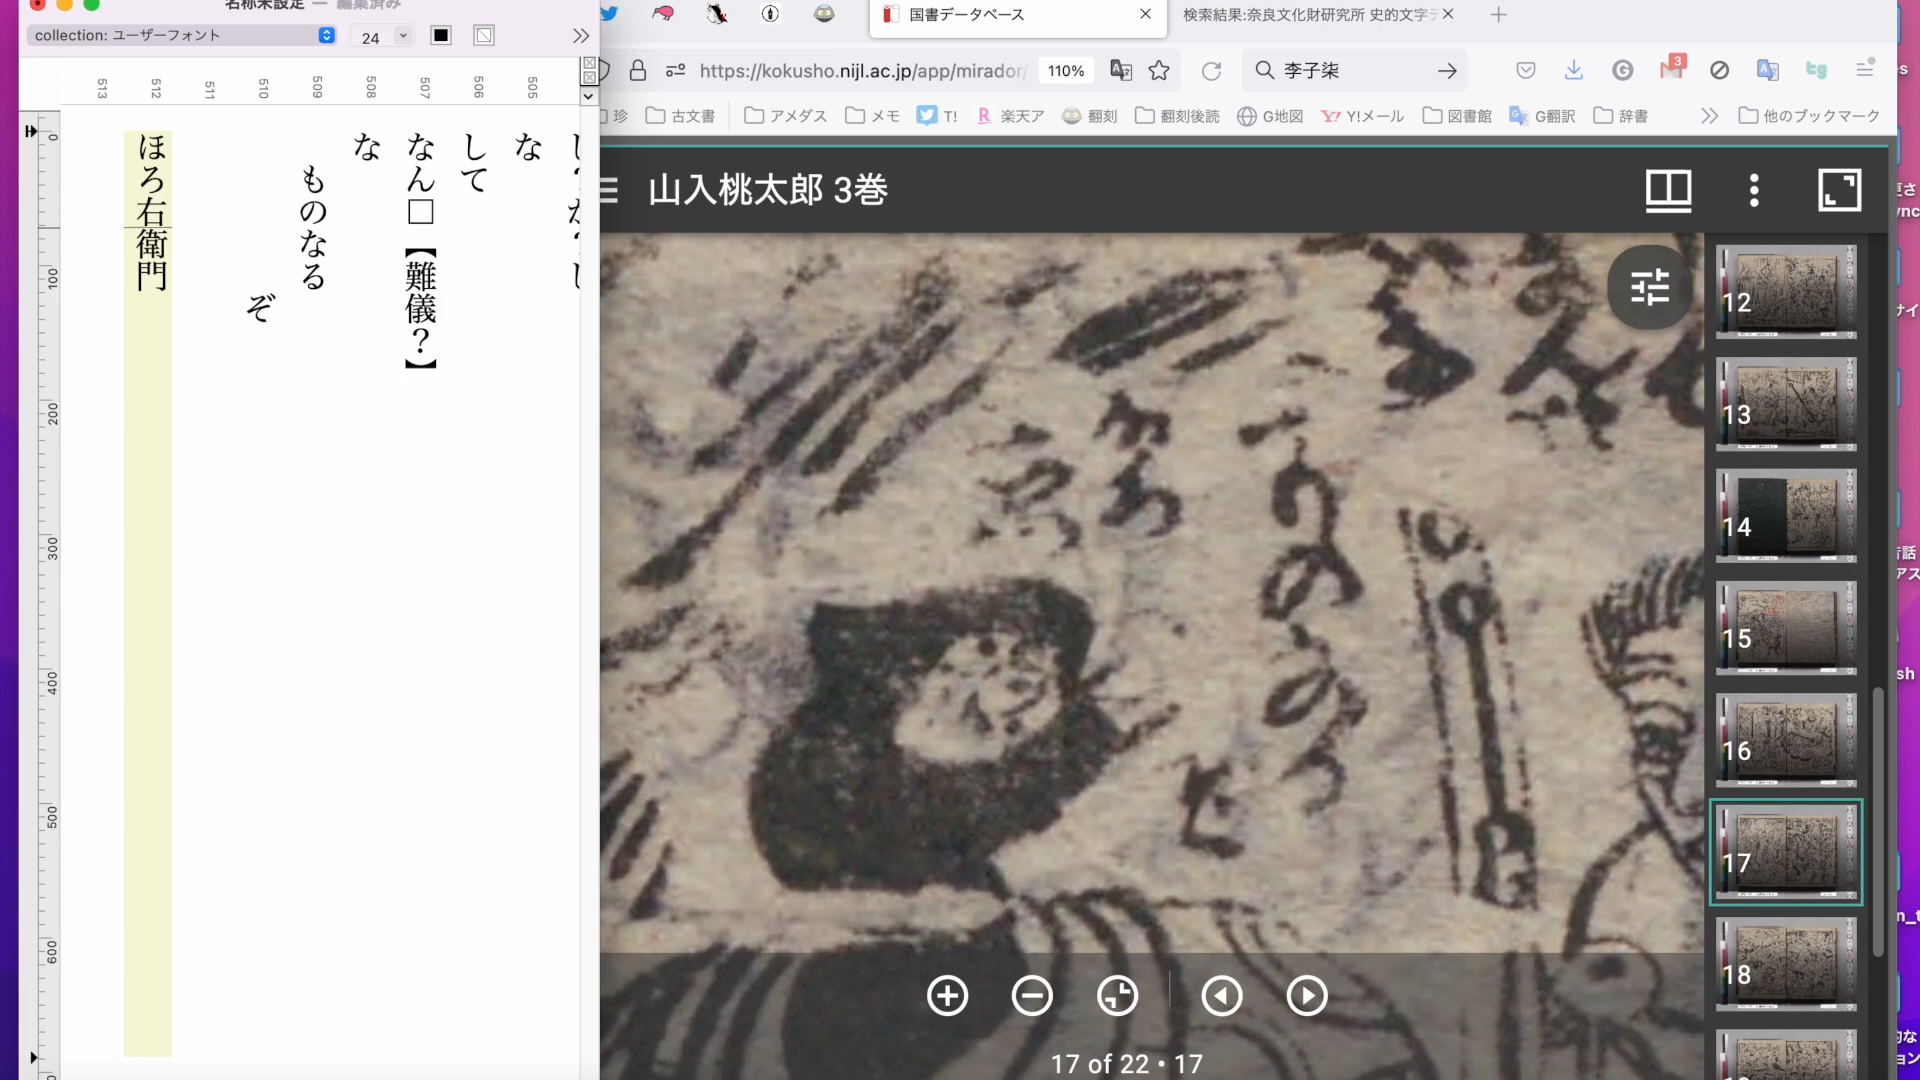 名称未設定 — 編集済み
collection: ユーザーフォント
24
513 512 511 510 509 508 507 506 505
0
100
200
300
400
500
600
な
して
なん□【難儀？】
な
ものなる
ぞ
ほろ右衛門
国書データベース
検索結果:奈良文化財研究所 史的文字デ
https://kokusho.nijl.ac.jp/app/mirador/
110%
李子柒
3
珍
古文書
アメダス
メモ
T!
楽天ア
翻刻
翻刻後読
G地図
Y!メール
図書館
G翻訳
辞書
他のブックマーク
山入桃太郎 3巻
12
13
14
15
16
17
18
17 of 22 • 17